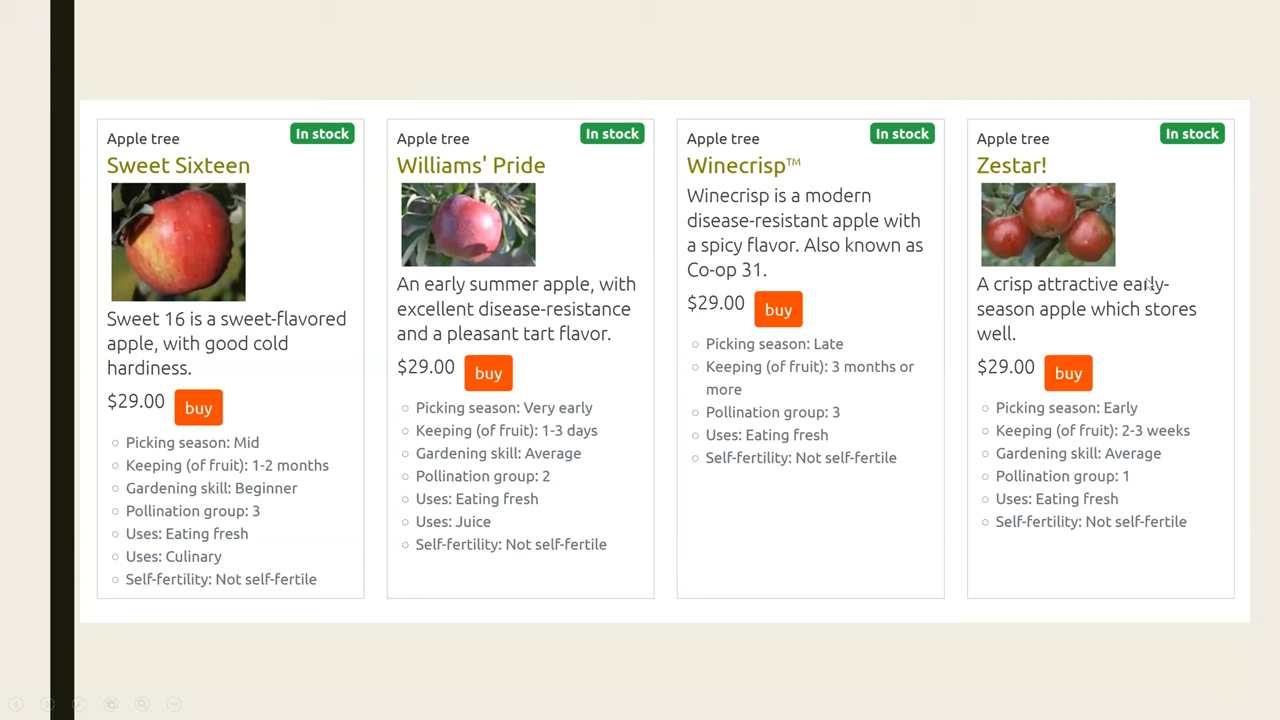 Apple tree
In stock
Sweet Sixteen
Sweet 16 is a sweet-flavored
apple, with good cold
hardiness.
$29.00 buy
Picking season: Mid
Keeping (of fruit): 1-2 months
Gardening skill: Beginner
Pollination group: 3
Uses: Eating fresh
Uses: Culinary
Self-fertility: Not self-fertile
Apple tree
In stock
Williams' Pride
An early summer apple, with
excellent disease-resistance
and a pleasant tart flavor.
$29.00 buy
Picking season: Very early
Keeping (of fruit): 1-3 days
Gardening skill: Average
Pollination group: 2
Uses: Eating fresh
Uses: Juice
Self-fertility: Not self-fertile
Apple tree
In stock
Winecrisp™
Winecrisp is a modern
disease-resistant apple with
a spicy flavor. Also known as
Co-op 31.
$29.00 buy
Picking season: Late
Keeping (of fruit): 3 months or
more
Pollination group: 3
Uses: Eating fresh
Self-fertility: Not self-fertile
Apple tree
In stock
Zestar!
A crisp attractive early-
season apple which stores
well.
$29.00 buy
Picking season: Early
Keeping (of fruit): 2-3 weeks
Gardening skill: Average
Pollination group: 1
Uses: Eating fresh
Self-fertility: Not self-fertile